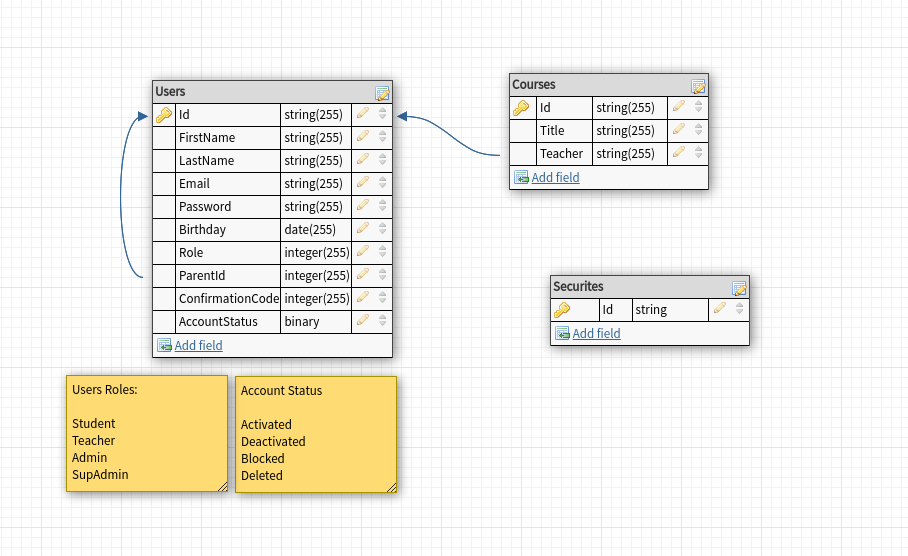 Users
Id string(255)
FirstName string(255)
LastName string(255)
Email string(255)
Password string(255)
Birthday date(255)
Role integer(255)
ParentId integer(255)
ConfirmationCode integer(255)
AccountStatus binary
Add field
Courses
Id string(255)
Title string(255)
Teacher string(255)
Add field
Securites
Id string
Add field
Users Roles:
Student
Teacher
Admin
SupAdmin
Account Status
Activated
Deactivated
Blocked
Deleted